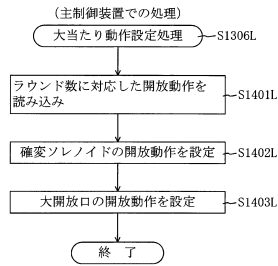 (主制御装置での処理)
大当たり動作設定処理
S1306L
ラウンド数に対応した開放動作を
読み込み
S1401L
確変ソレノイドの開放動作を設定
S1402L
大開放口の開放動作を設定
S1403L
終 了